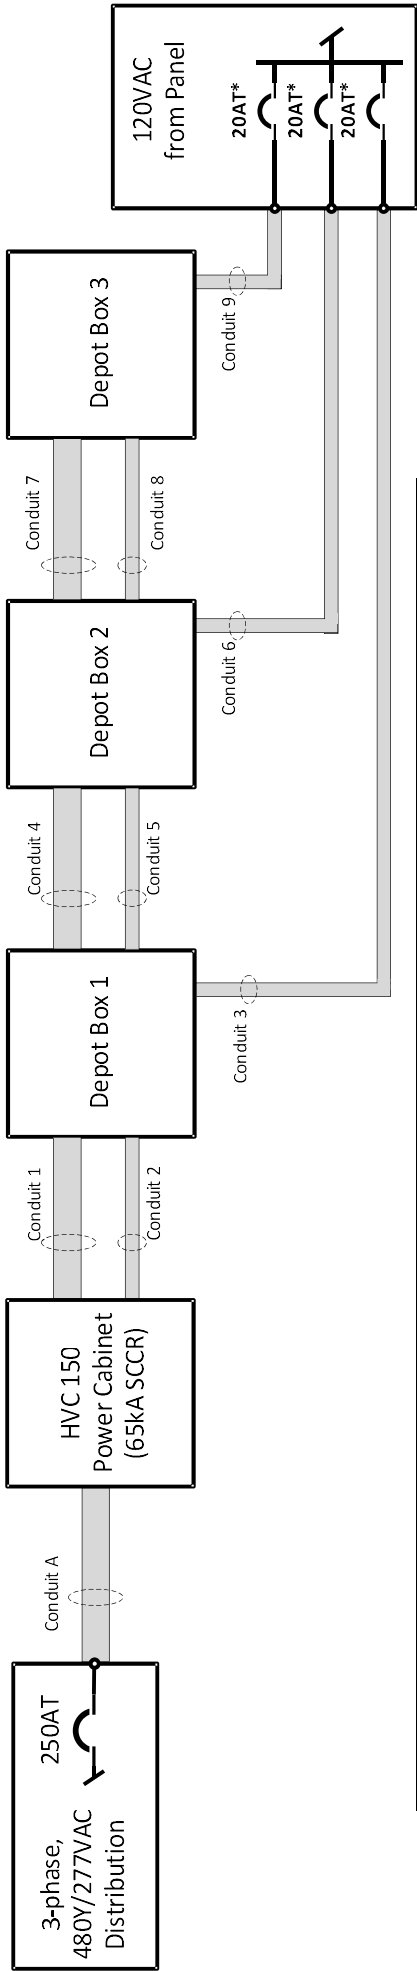 3-phase,
480Y/277VAC
Distribution
250AT
Conduit A
HVC 150
Power Cabinet
(65kA SCCR)
Conduit 1
Conduit 2
Depot Box 1
Conduit 3
Conduit 4
Conduit 5
Depot Box 2
Conduit 6
Conduit 7
Conduit 8
Depot Box 3
Conduit 9
120VAC
from Panel
20AT*
20AT*
20AT*